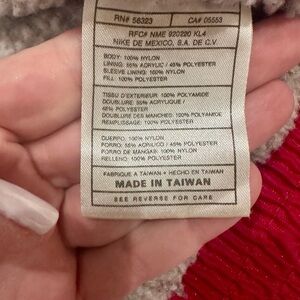 RN# 56323 CA# 05553
RFC# NME 920220 KL4
NIKE DE MEXICO, S.A. DE C.V.
BODY: 100% NYLON
LINING: 55% ACRYLIC / 45% POLYESTER
SLEEVE LINING: 100% NYLON
FILL: 100% POLYESTER
TISSU D'EXTERIEUR: 100% POLYAMIDE
DOUBLURE: 55% ACRYLIQUE /
45% POLYESTER
DOUBLURE DES MANCHES: 100% POLYAMIDE
REMPLISSAGE: 100% POLYESTER
CUERPO: 100% NYLON
FORRO: 55% ACRILICO / 45% POLYESTER
FORRO DE MANGAS: 100% NYLON
RELLENO: 100% POLYESTER
FABRIQUE A TAIWAN • HECHO EN TAIWAN
MADE IN TAIWAN
SEE REVERSE FOR CARE